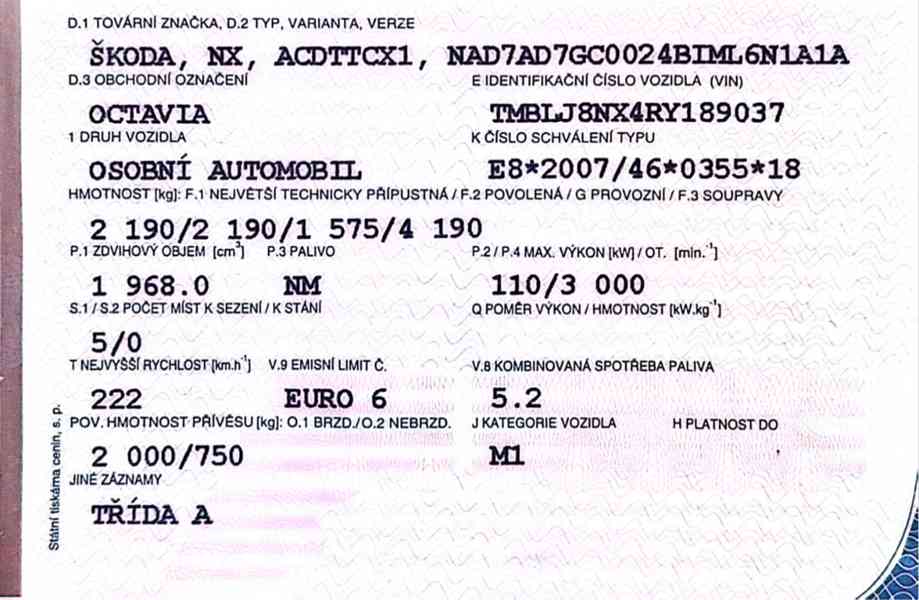 D.1 TOVÁRNÍ ZNAČKA, D.2 TYP, VARIANTA, VERZE
ŠKODA, NX, ACDTTCX1, NAD7AD7GC0024BIML6N1A1A
D.3 OBCHODNÍ OZNAČENÍ E IDENTIFIKAČNÍ ČÍSLO VOZIDLA (VIN)
OCTAVIA TMBLJ8NX4RY189037
1 DRUH VOZIDLA K ČÍSLO SCHVÁLENÍ TYPU
OSOBNÍ AUTOMOBIL E8*2007/46*0355*18
HMOTNOST [kg]: F.1 NEJVĚTŠÍ TECHNICKY PŘÍPUSTNÁ / F.2 POVOLENÁ / G PROVOZNÍ / F.3 SOUPRAVY
2 190/2 190/1 575/4 190
P.1 ZDVIHOVÝ OBJEM [cm³] P.3 PALIVO P.2 / P.4 MAX. VÝKON [kW] / OT. [min.⁻¹]
1 968.0 NM 110/3 000
S.1 / S.2 POČET MÍST K SEZENÍ / K STÁNÍ Q POMĚR VÝKON / HMOTNOST [kW.kg⁻¹]
5/0
T NEJVYŠŠÍ RYCHLOST [km.h⁻¹] V.9 EMISNÍ LIMIT Č. V.8 KOMBINOVANÁ SPOTŘEBA PALIVA
222 EURO 6 5.2
POV. HMOTNOST PŘÍVĚSU [kg]: O.1 BRZD./O.2 NEBRZD. J KATEGORIE VOZIDLA H PLATNOST DO
2 000/750 M1
JINÉ ZÁZNAMY
TŘÍDA A
Státní tiskárna cenin, s. p.